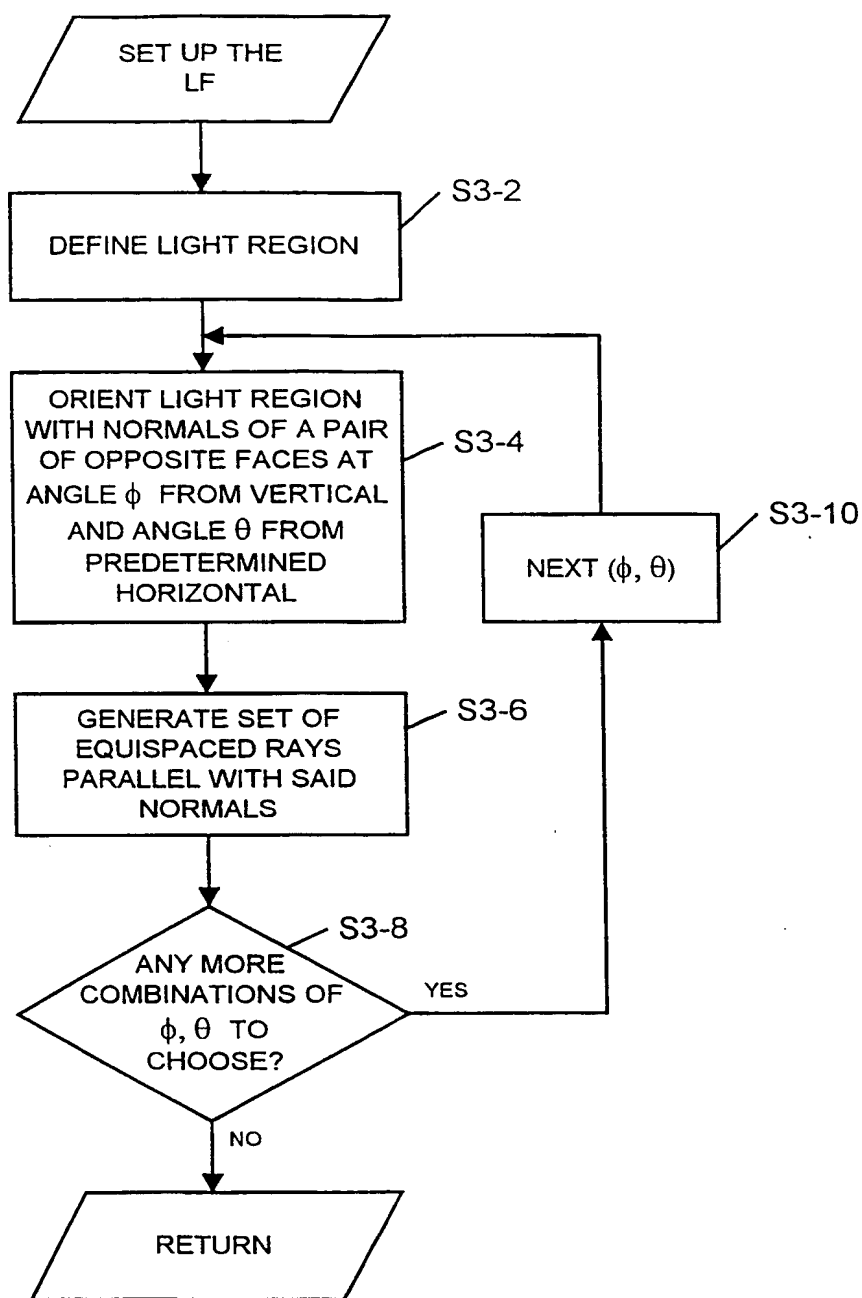 SET UP THE
LF
S3-2
DEFINE LIGHT REGION
ORIENT LIGHT REGION
WITH NORMALS OF A PAIR
OF OPPOSITE FACES AT
ANGLE ϕ FROM VERTICAL
AND ANGLE θ FROM
PREDETERMINED
HORIZONTAL
S3-4
S3-10
NEXT (ϕ, θ)
GENERATE SET OF
EQUISPACED RAYS
PARALLEL WITH SAID
NORMALS
S3-6
S3-8
ANY MORE
COMBINATIONS OF
ϕ, θ TO
CHOOSE?
YES
NO
RETURN